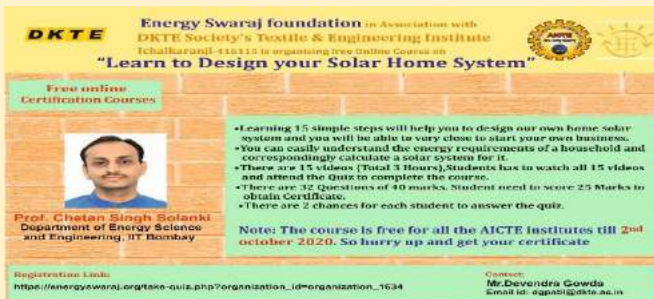 DKTE
Energy Swaraj foundation in Association with
DKTE Society's Textile & Engineering Institute
Ichalkaranji-416115 is organising free Online Course on
"Learn to Design your Solar Home System"
AICTE
Free online
Certification Courses
•Learning 15 simple steps will help you to design our own home solar
system and you will be able to very close to start your own business.
•You can easily understand the energy requirements of a household and
correspondingly calculate a solar system for it.
•There are 15 videos (Total 3 Hours),Students has to watch all 15 videos
and attend the Quiz to complete the course.
•There are 32 Questions of 40 marks. Student need to score 25 Marks to
obtain Certificate.
•There are 2 chances for each student to answer the quiz.
Note: The course is free for all the AICTE institutes till 2nd
october 2020. So hurry up and get your certificate
Prof. Chetan Singh Solanki
Department of Energy Science
and Engineering, IIT Bombay
Registration Link:
https://energyswaraj.org/take-quiz.php?organization_id=organization_1634
Contact:
Mr.Devendra Gowda
Email id: dgpatil@dkte.ac.in